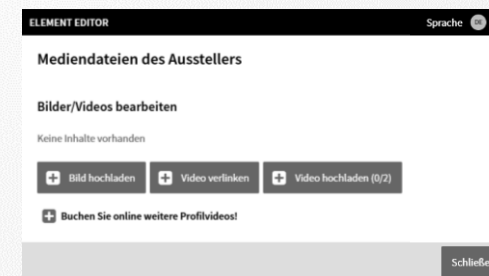 ELEMENT EDITOR Sprache DE
Mediendateien des Ausstellers
Bilder/Videos bearbeiten
Keine Inhalte vorhanden
Bild hochladen Video verlinken Video hochladen (0/2)
Buchen Sie online weitere Profilvideos!
Schließe